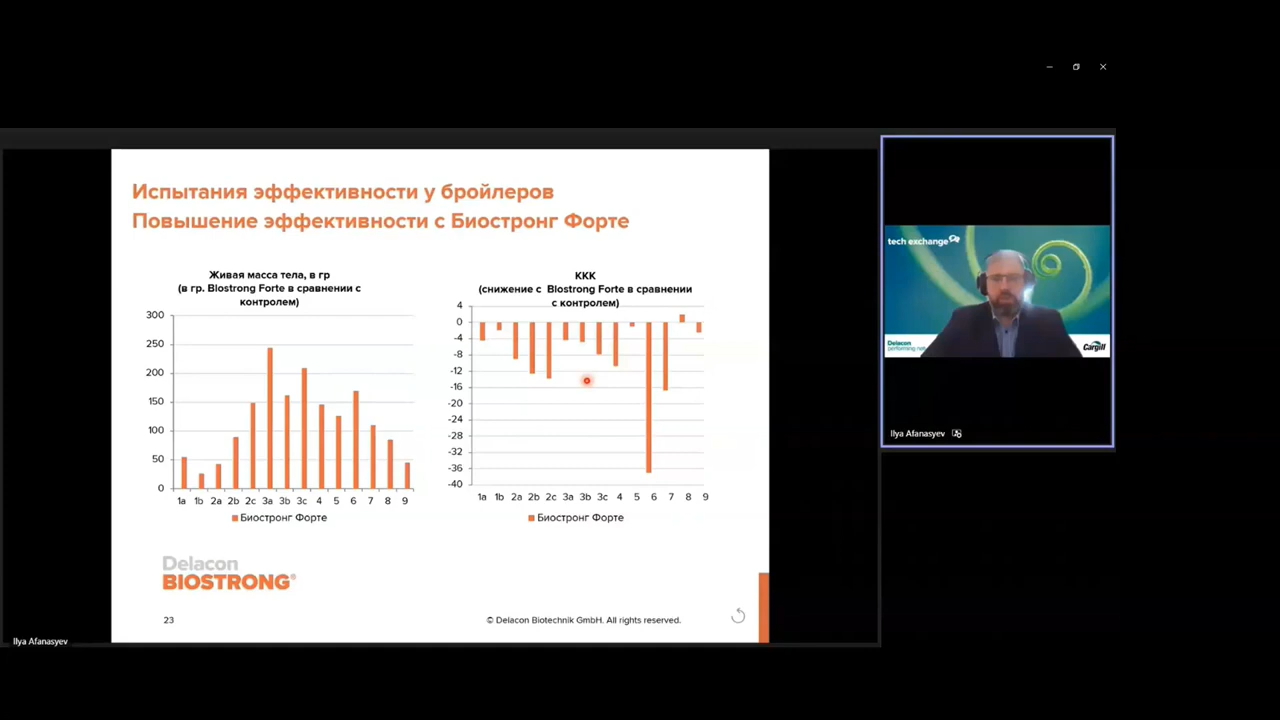 Испытания эффективности у бройлеров
Повышение эффективности с Биостронг Форте
Живая масса тела, в гр
(в гр. Biostrong Forte в сравнении с
контролем)
300
250
200
150
100
50
0
1a 1b 2a 2b 2c 3a 3b 3c 4 5 6 7 8 9
Биостронг Форте
ККК
(снижение с Biostrong Forte в сравнении
с контролем)
4
0
-4
-8
-12
-16
-20
-24
-28
-32
-36
-40
1a 1b 2a 2b 2c 3a 3b 3c 4 5 6 7 8 9
Биостронг Форте
Delacon
BIOSTRONG®
23
© Delacon Biotechnik GmbH. All rights reserved.
Ilya Afanasyev
tech exchange
Delacon
performing
Cargill
Ilya Afanasyev